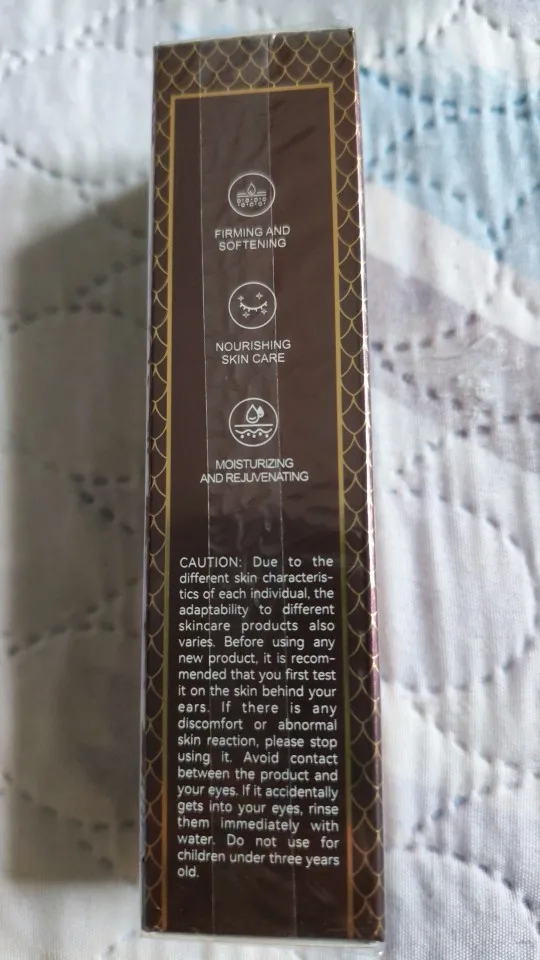 FIRMING AND
SOFTENING
NOURISHING
SKIN CARE
MOISTURIZING
AND REJUVENATING
CAUTION: Due to the
different skin characteris-
tics of each individual, the
adaptability to different
skincare products also
varies. Before using any
new product, it is recom-
mended that you first test
it on the skin behind your
ears. If there is any
discomfort or abnormal
skin reaction, please stop
using it. Avoid contact
between the product and
your eyes. If it accidentally
gets into your eyes, rinse
them immediately with
water. Do not use for
children under three years
old.